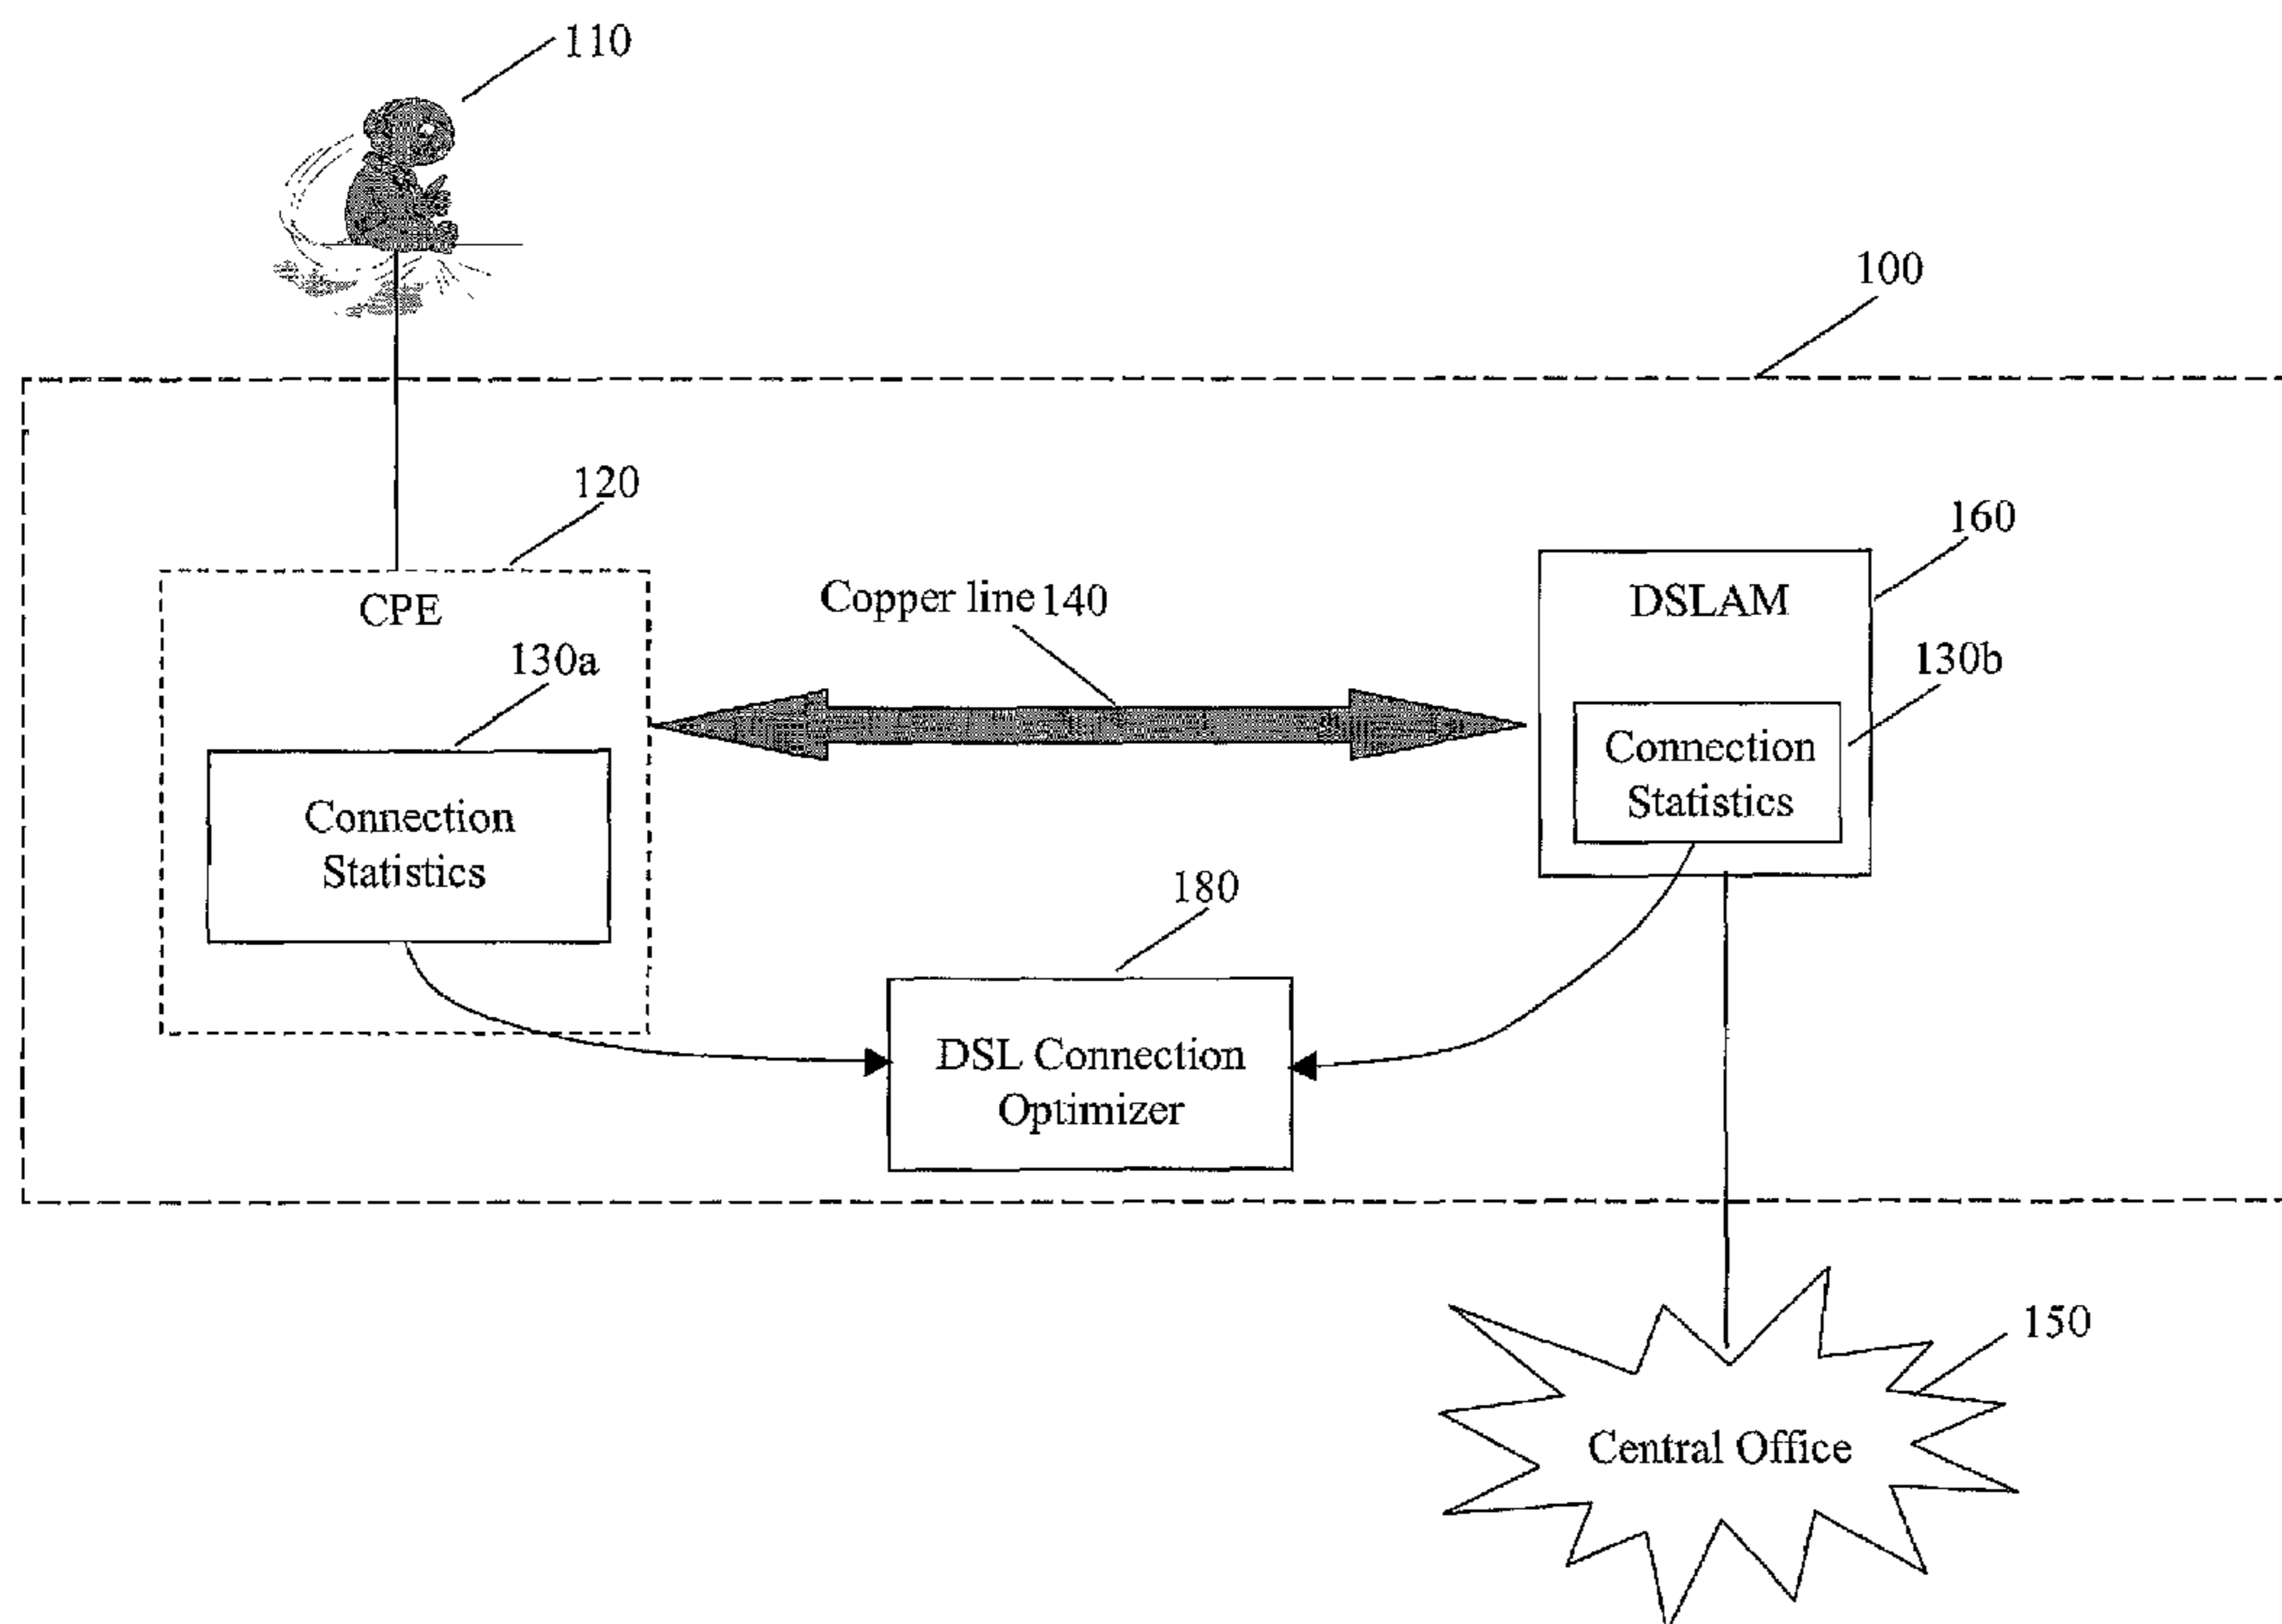 110
100
120
160
CPE
Copper line 140
DSLAM
130a
130b
Connection
Statistics
Connection
Statistics
180
DSL Connection
Optimizer
150
Central Office